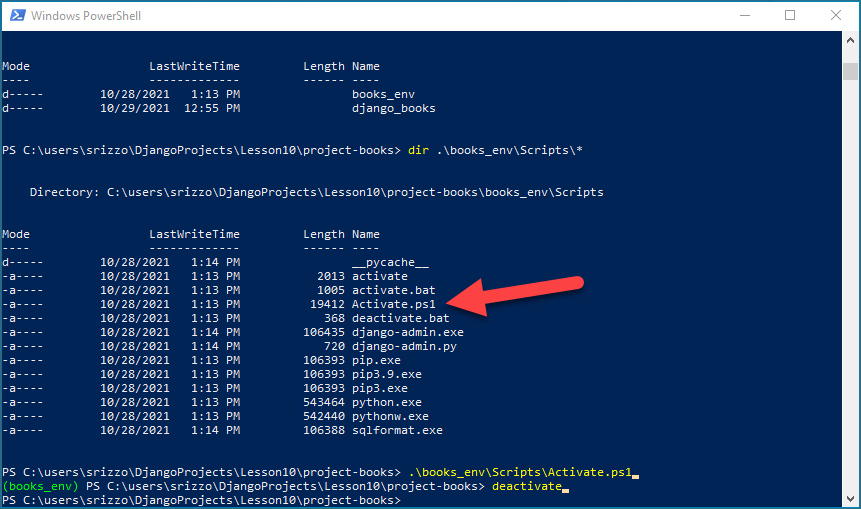 Windows PowerShell
Mode                 LastWriteTime         Length Name
----                 -------------         ------ ----
d-----        10/28/2021   1:13 PM                books_env
d-----        10/29/2021  12:55 PM                django_books
PS C:\users\srizzo\DjangoProjects\Lesson10\project-books> dir .\books_env\Scripts\*
    Directory: C:\users\srizzo\DjangoProjects\Lesson10\project-books\books_env\Scripts
Mode                 LastWriteTime         Length Name
----                 -------------         ------ ----
d-----        10/28/2021   1:14 PM                __pycache__
-a----        10/28/2021   1:13 PM           2013 activate
-a----        10/28/2021   1:13 PM           1005 activate.bat
-a----        10/28/2021   1:13 PM          19412 Activate.ps1
-a----        10/28/2021   1:13 PM            368 deactivate.bat
-a----        10/28/2021   1:14 PM         106435 django-admin.exe
-a----        10/28/2021   1:14 PM            720 django-admin.py
-a----        10/28/2021   1:13 PM         106393 pip.exe
-a----        10/28/2021   1:13 PM         106393 pip3.9.exe
-a----        10/28/2021   1:13 PM         106393 pip3.exe
-a----        10/28/2021   1:13 PM         543464 python.exe
-a----        10/28/2021   1:13 PM         542440 pythonw.exe
-a----        10/28/2021   1:14 PM         106388 sqlformat.exe
PS C:\users\srizzo\DjangoProjects\Lesson10\project-books> .\books_env\Scripts\Activate.ps1
(books_env) PS C:\users\srizzo\DjangoProjects\Lesson10\project-books> deactivate
PS C:\users\srizzo\DjangoProjects\Lesson10\project-books>